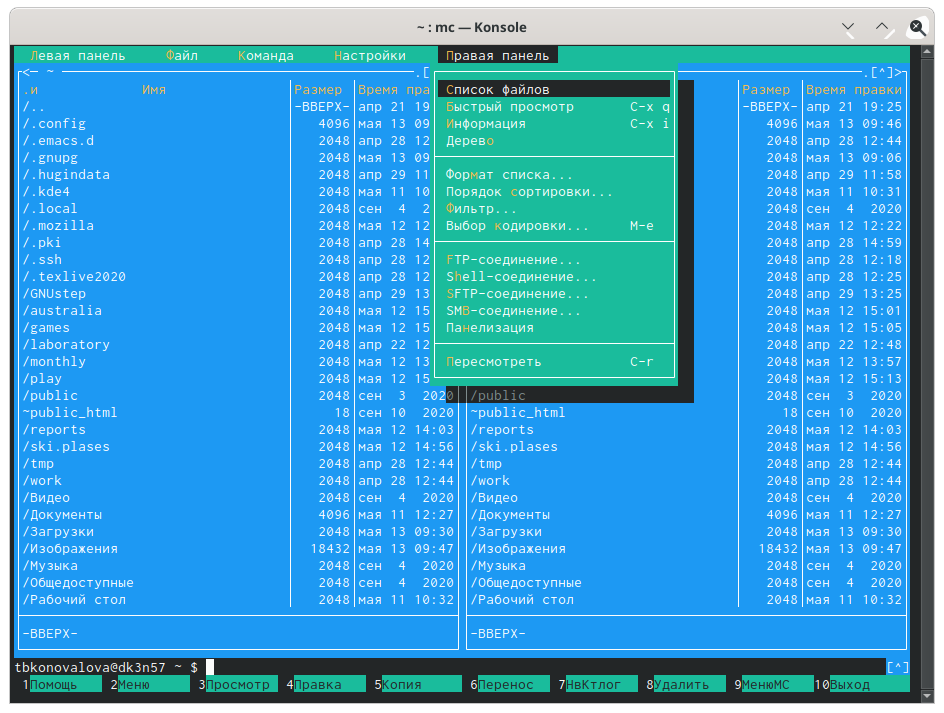 ~ : mc — Konsole
Левая панель Файл Команда Настройки Правая панель
<— ~ .[ .[^]>
.и Имя Размер Время пра Список файлов Размер Время правки
/.. -ВВЕРХ- апр 21 19 Быстрый просмотр C-x q -ВВЕРХ- апр 21 19:25
/.config 4096 мая 13 09 Информация C-x i 4096 мая 13 09:46
/.emacs.d 2048 апр 28 12 Дерево 2048 апр 28 12:44
/.gnupg 2048 мая 13 09 2048 мая 13 09:06
/.hugindata 2048 апр 29 11 Формат списка... 2048 апр 29 11:58
/.kde4 2048 мая 11 10 Порядок сортировки... 2048 мая 11 10:31
/.local 2048 сен 4 2 Фильтр... 2048 сен 4 2020
/.mozilla 2048 мая 12 12 Выбор кодировки... M-e 2048 мая 12 12:22
/.pki 2048 апр 28 14 2048 апр 28 14:59
/.ssh 2048 апр 28 12 FTP-соединение... 2048 апр 28 12:18
/.texlive2020 2048 апр 28 12 Shell-соединение... 2048 апр 28 12:25
/GNUstep 2048 апр 29 13 SFTP-соединение... 2048 апр 29 13:25
/australia 2048 мая 12 15 SMB-соединение... 2048 мая 12 15:01
/games 2048 мая 12 15 Панелизация 2048 мая 12 15:05
/laboratory 2048 апр 22 12 2048 апр 22 12:48
/monthly 2048 мая 12 13 Пересмотреть C-r 2048 мая 12 13:57
/play 2048 мая 12 15 2048 мая 12 15:13
/public 2048 сен 3 2020 /public 2048 сен 3 2020
~public_html 18 сен 10 2020 ~public_html 18 сен 10 2020
/reports 2048 мая 12 14:03 /reports 2048 мая 12 14:03
/ski.plases 2048 мая 12 14:56 /ski.plases 2048 мая 12 14:56
/tmp 2048 апр 28 12:44 /tmp 2048 апр 28 12:44
/work 2048 апр 28 12:44 /work 2048 апр 28 12:44
/Видео 2048 сен 4 2020 /Видео 2048 сен 4 2020
/Документы 4096 мая 11 12:27 /Документы 4096 мая 11 12:27
/Загрузки 2048 мая 13 09:30 /Загрузки 2048 мая 13 09:30
/Изображения 18432 мая 13 09:47 /Изображения 18432 мая 13 09:47
/Музыка 2048 сен 4 2020 /Музыка 2048 сен 4 2020
/Общедоступные 2048 сен 4 2020 /Общедоступные 2048 сен 4 2020
/Рабочий стол 2048 мая 11 10:32 /Рабочий стол 2048 мая 11 10:32
-ВВЕРХ- -ВВЕРХ-
tbkonovalova@dk3n57 ~ $ [^]
1Помощь 2Меню 3Просмотр 4Правка 5Копия 6Перенос 7НвКтлог 8Удалить 9МенюМС 10Выход